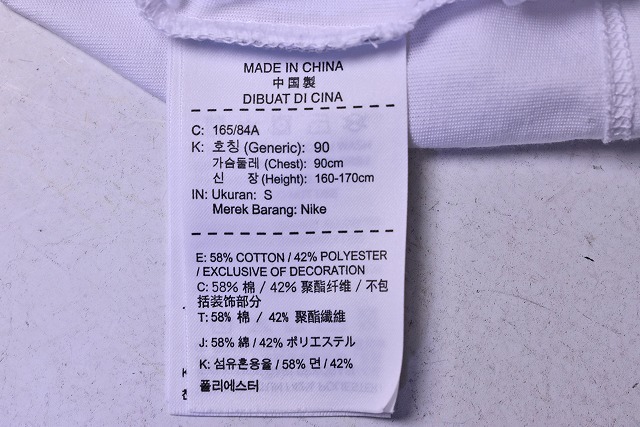 MADE IN CHINA
中国製
DIBUAT DI CINA
C: 165/84A
K: 호칭 (Generic): 90
가슴둘레 (Chest): 90cm
신 장 (Height): 160-170cm
IN: Ukuran: S
Merek Barang: Nike
E: 58% COTTON / 42% POLYESTER
/ EXCLUSIVE OF DECORATION
C: 58% 棉 / 42% 聚酯纤维 / 不包
括装饰部分
T: 58% 棉 / 42% 聚酯纖維
J: 58% 綿 / 42% ポリエステル
K: 섬유혼용율 / 58% 면 / 42%
폴리에스터